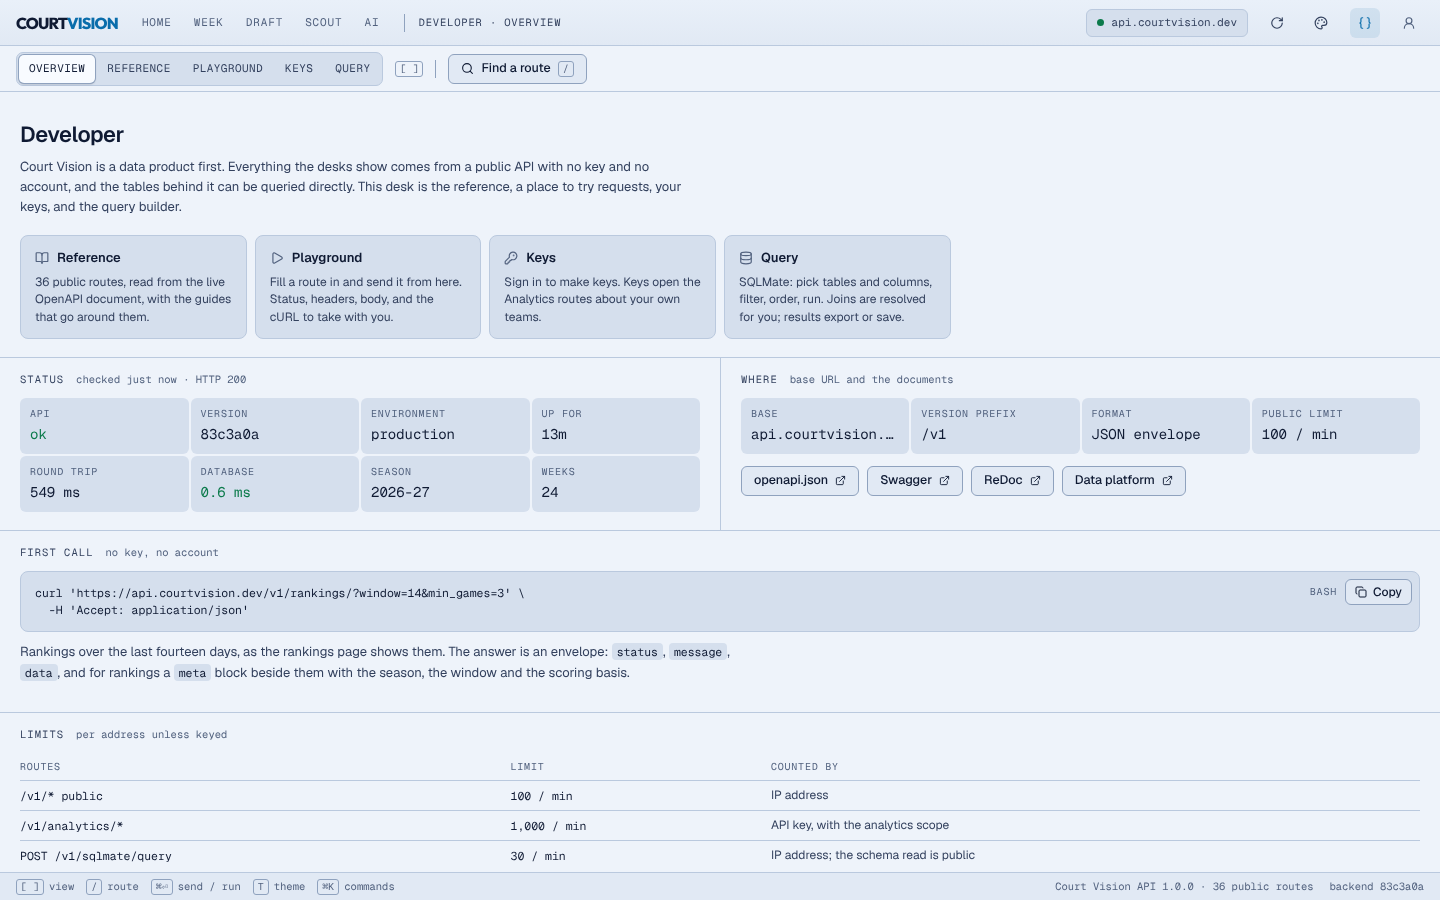 COURTVISION HOME WEEK DRAFT SCOUT AI DEVELOPER · OVERVIEW api.courtvision.dev {}
OVERVIEW REFERENCE PLAYGROUND KEYS QUERY [ ] Find a route /
Developer
Court Vision is a data product first. Everything the desks show comes from a public API with no key and no
account, and the tables behind it can be queried directly. This desk is the reference, a place to try requests, your
keys, and the query builder.
Reference
36 public routes, read from the live
OpenAPI document, with the guides
that go around them.
Playground
Fill a route in and send it from here.
Status, headers, body, and the
cURL to take with you.
Keys
Sign in to make keys. Keys open the
Analytics routes about your own
teams.
Query
SQLMate: pick tables and columns,
filter, order, run. Joins are resolved
for you; results export or save.
STATUS checked just now · HTTP 200
API VERSION ENVIRONMENT UP FOR
ok 83c3a0a production 13m
ROUND TRIP DATABASE SEASON WEEKS
549 ms 0.6 ms 2026-27 24
WHERE base URL and the documents
BASE VERSION PREFIX FORMAT PUBLIC LIMIT
api.courtvision.… /v1 JSON envelope 100 / min
openapi.json Swagger ReDoc Data platform
FIRST CALL no key, no account
curl 'https://api.courtvision.dev/v1/rankings/?window=14&min_games=3' \
-H 'Accept: application/json'
BASH Copy
Rankings over the last fourteen days, as the rankings page shows them. The answer is an envelope: status, message,
data, and for rankings a meta block beside them with the season, the window and the scoring basis.
LIMITS per address unless keyed
ROUTES LIMIT COUNTED BY
/v1/* public 100 / min IP address
/v1/analytics/* 1,000 / min API key, with the analytics scope
POST /v1/sqlmate/query 30 / min IP address; the schema read is public
[ ] view / route ⌘⏎ send / run T theme ⌘K commands Court Vision API 1.0.0 · 36 public routes backend 83c3a0a